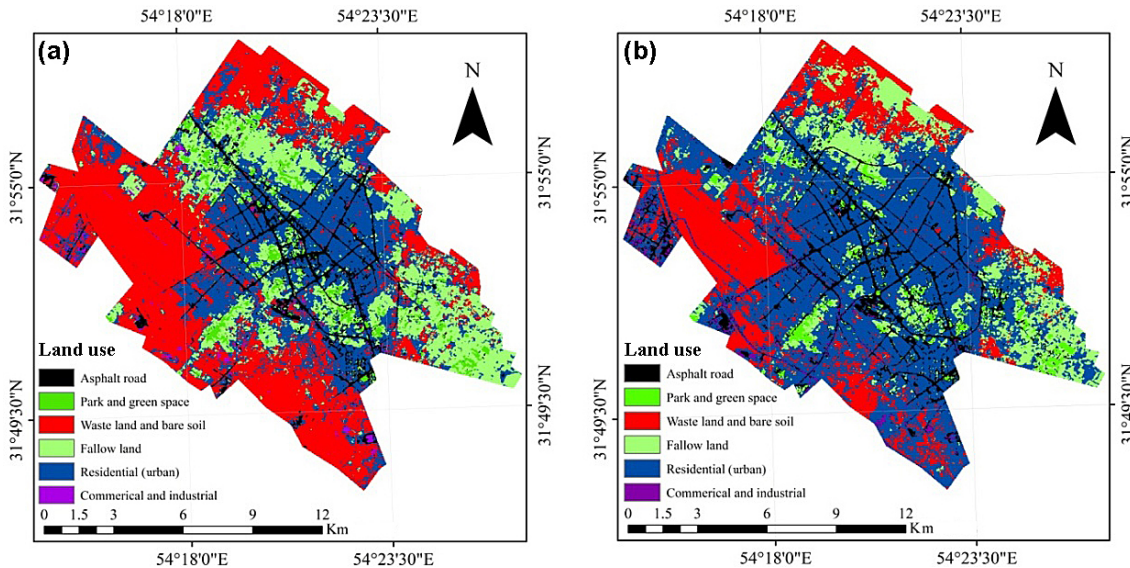 54°18'0"E 54°23'30"E
(a)
N
31°55'0"N
31°55'0"N
31°49'30"N
31°49'30"N
Land use
Asphalt road
Park and green space
Waste land and bare soil
Fallow land
Residential (urban)
Commerical and industrial
0 1.5 3 6 9 12
Km
54°18'0"E 54°23'30"E
54°18'0"E 54°23'30"E
(b)
N
31°55'0"N
31°55'0"N
31°49'30"N
31°49'30"N
Land use
Asphalt road
Park and green space
Waste land and bare soil
Fallow land
Residential (urban)
Commerical and industrial
0 1.5 3 6 9 12
Km
54°18'0"E 54°23'30"E